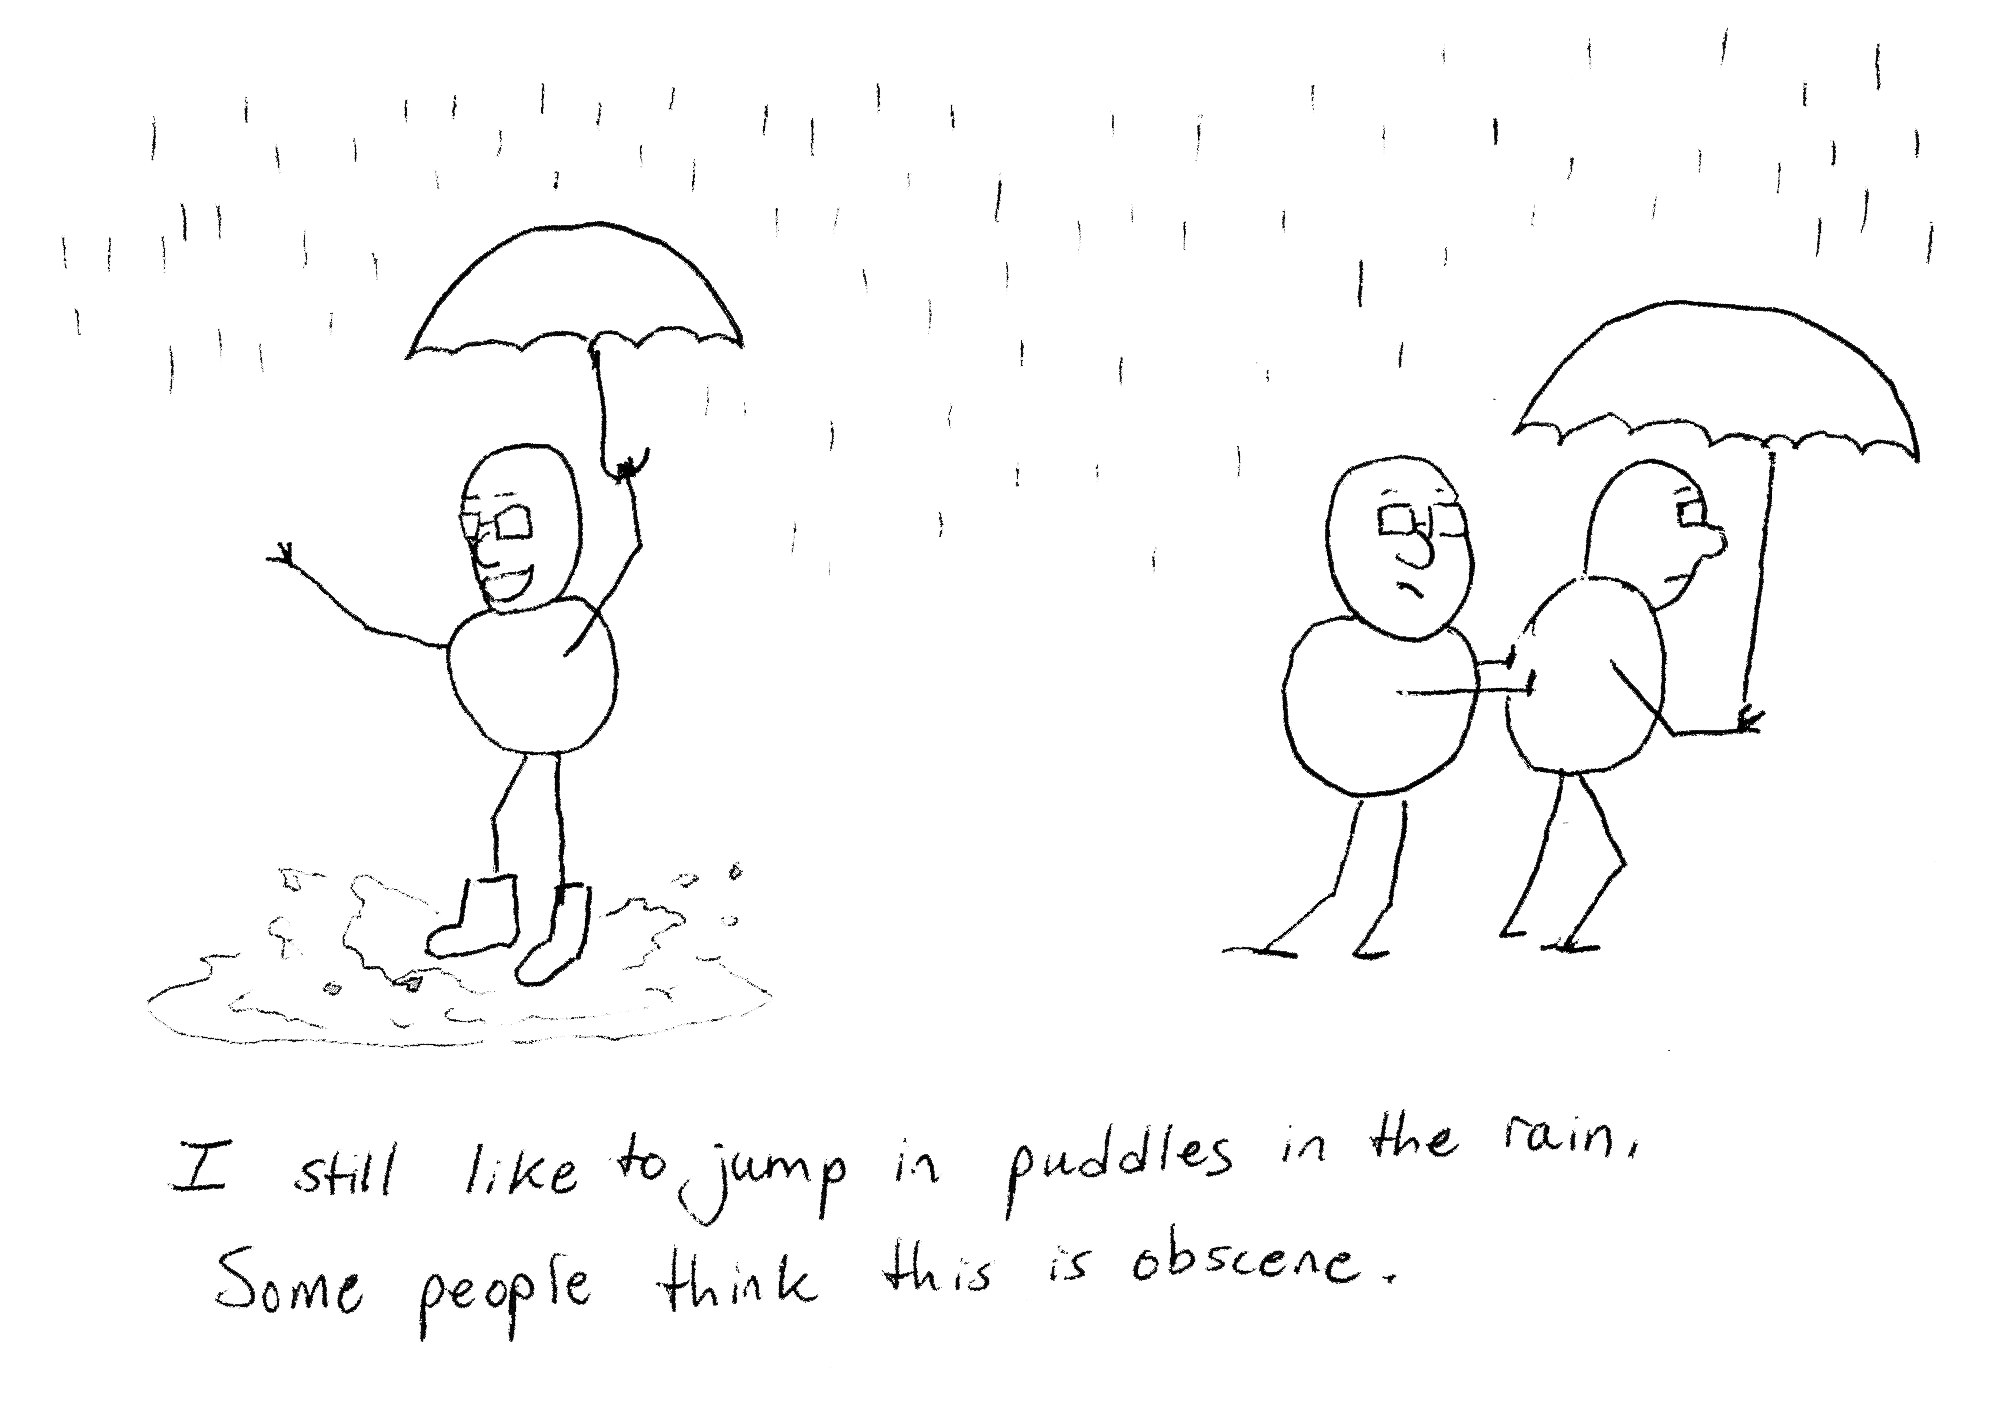 I still like to jump in puddles in the rain.
Some people think this is obscene.